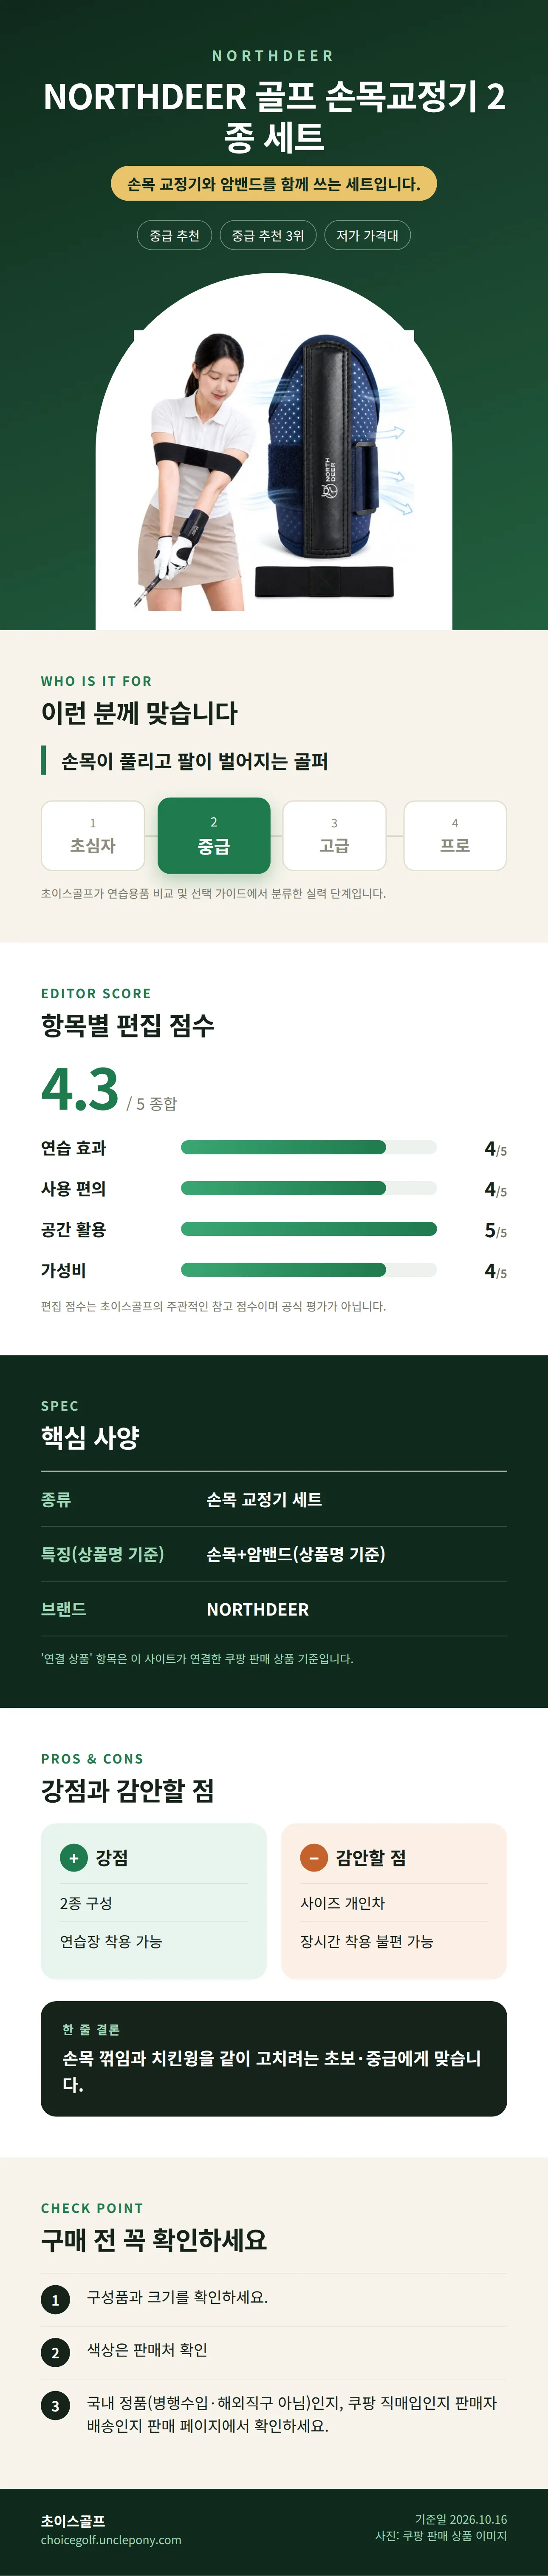 NORTHDEER
NORTHDEER 골프 손목교정기 2
종 세트
손목 교정기와 암밴드를 함께 쓰는 세트입니다.
중급 추천
중급 추천 3위
저가 가격대
NORTH
DEER
WHO IS IT FOR
이런 분께 맞습니다
손목이 풀리고 팔이 벌어지는 골퍼
1
초심자
2
중급
3
고급
4
프로
초이스골프가 연습용품 비교 및 선택 가이드에서 분류한 실력 단계입니다.
EDITOR SCORE
항목별 편집 점수
4.3 / 5 종합
연습 효과 4/5
사용 편의 4/5
공간 활용 5/5
가성비 4/5
편집 점수는 초이스골프의 주관적인 참고 점수이며 공식 평가가 아닙니다.
SPEC
핵심 사양
종류 손목 교정기 세트
특징(상품명 기준) 손목+암밴드(상품명 기준)
브랜드 NORTHDEER
'연결 상품' 항목은 이 사이트가 연결한 쿠팡 판매 상품 기준입니다.
PROS & CONS
강점과 감안할 점
+ 강점
2종 구성
연습장 착용 가능
− 감안할 점
사이즈 개인차
장시간 착용 불편 가능
한 줄 결론
손목 꺾임과 치킨윙을 같이 고치려는 초보·중급에게 맞습니
다.
CHECK POINT
구매 전 꼭 확인하세요
1 구성품과 크기를 확인하세요.
2 색상은 판매처 확인
3 국내 정품(병행수입·해외직구 아님)인지, 쿠팡 직매입인지 판매자
배송인지 판매 페이지에서 확인하세요.
초이스골프
choicegolf.unclepony.com
기준일 2026.10.16
사진: 쿠팡 판매 상품 이미지